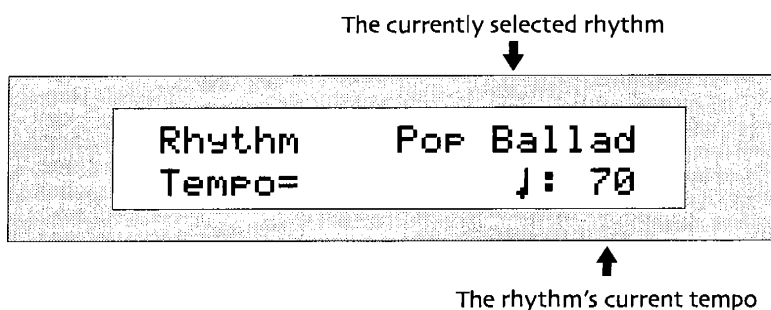 The currently selected rhythm
Rhythm Pop Ballad
Tempo= ♩: 70
The rhythm's current tempo